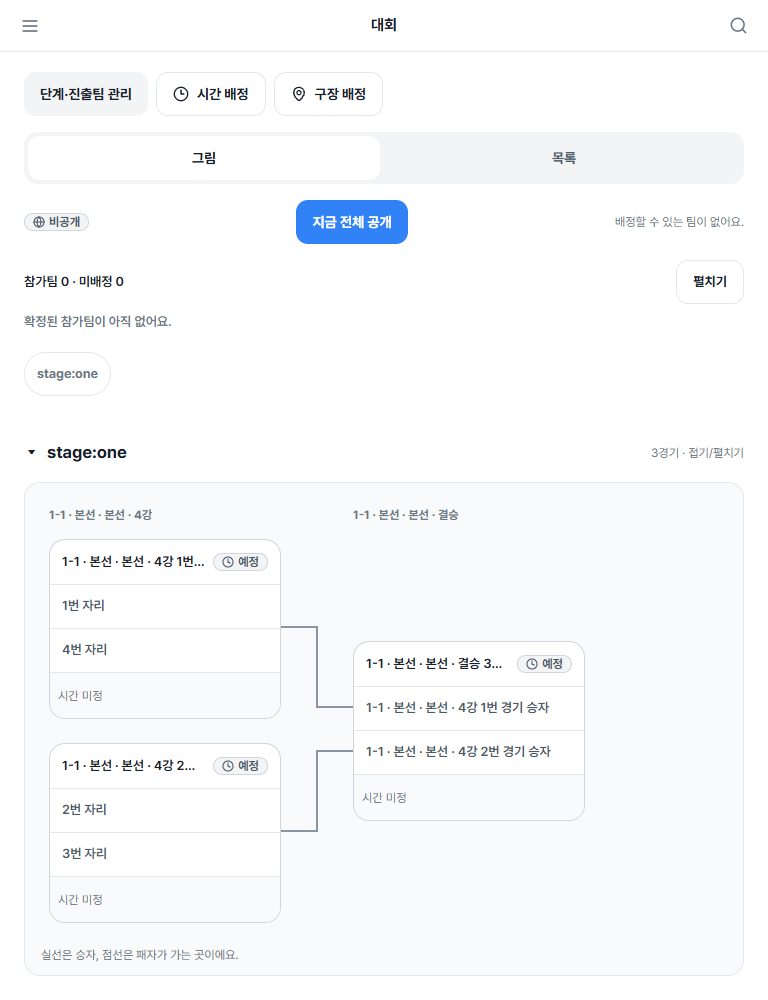 대회
단계·진출팀 관리
시간 배정
구장 배정
그림
목록
비공개
지금 전체 공개
배정할 수 있는 팀이 없어요.
참가팀 0 · 미배정 0
펼치기
확정된 참가팀이 아직 없어요.
stage:one
stage:one
3경기 · 접기/펼치기
1-1 · 본선 · 본선 · 4강
1-1 · 본선 · 본선 · 4강 1번...
예정
1번 자리
4번 자리
시간 미정
1-1 · 본선 · 본선 · 4강 2...
예정
2번 자리
3번 자리
시간 미정
1-1 · 본선 · 본선 · 결승
1-1 · 본선 · 본선 · 결승 3...
예정
1-1 · 본선 · 본선 · 4강 1번 경기 승자
1-1 · 본선 · 본선 · 4강 2번 경기 승자
시간 미정
실선은 승자, 점선은 패자가 가는 곳이에요.